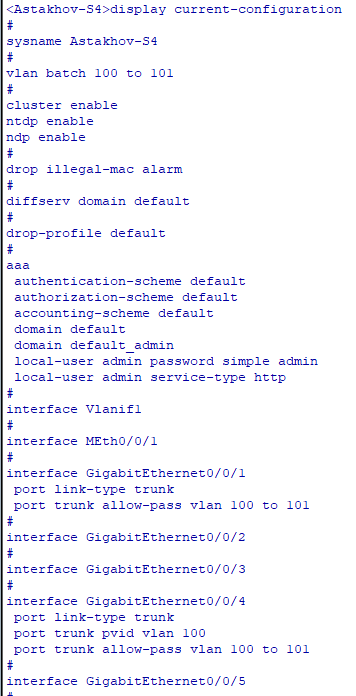 <Astakhov-S4>display current-configuration
#
sysname Astakhov-S4
#
vlan batch 100 to 101
#
cluster enable
ntdp enable
ndp enable
#
drop illegal-mac alarm
#
diffserv domain default
#
drop-profile default
#
aaa
 authentication-scheme default
 authorization-scheme default
 accounting-scheme default
 domain default
 domain default_admin
 local-user admin password simple admin
 local-user admin service-type http
#
interface Vlanif1
#
interface MEth0/0/1
#
interface GigabitEthernet0/0/1
 port link-type trunk
 port trunk allow-pass vlan 100 to 101
#
interface GigabitEthernet0/0/2
#
interface GigabitEthernet0/0/3
#
interface GigabitEthernet0/0/4
 port link-type trunk
 port trunk pvid vlan 100
 port trunk allow-pass vlan 100 to 101
#
interface GigabitEthernet0/0/5
#